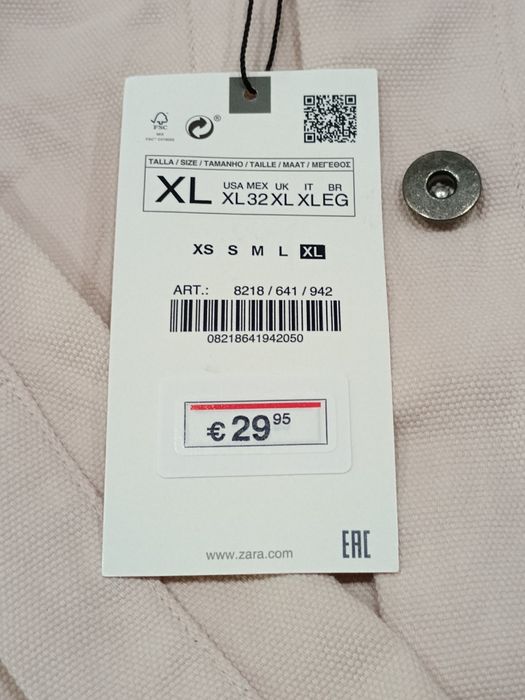 FSC
MIX
®
TALLA / SIZE / TAMANHO / TAILLE / MAAT / ΜΕΓΕΘΟΣ
XL
USA MEX UK IT BR
XL 32 XL XL EG
XS S M L XL
ART.: 8218 / 641 / 942
08218641942050
€ 29 95
www.zara.com
EAC